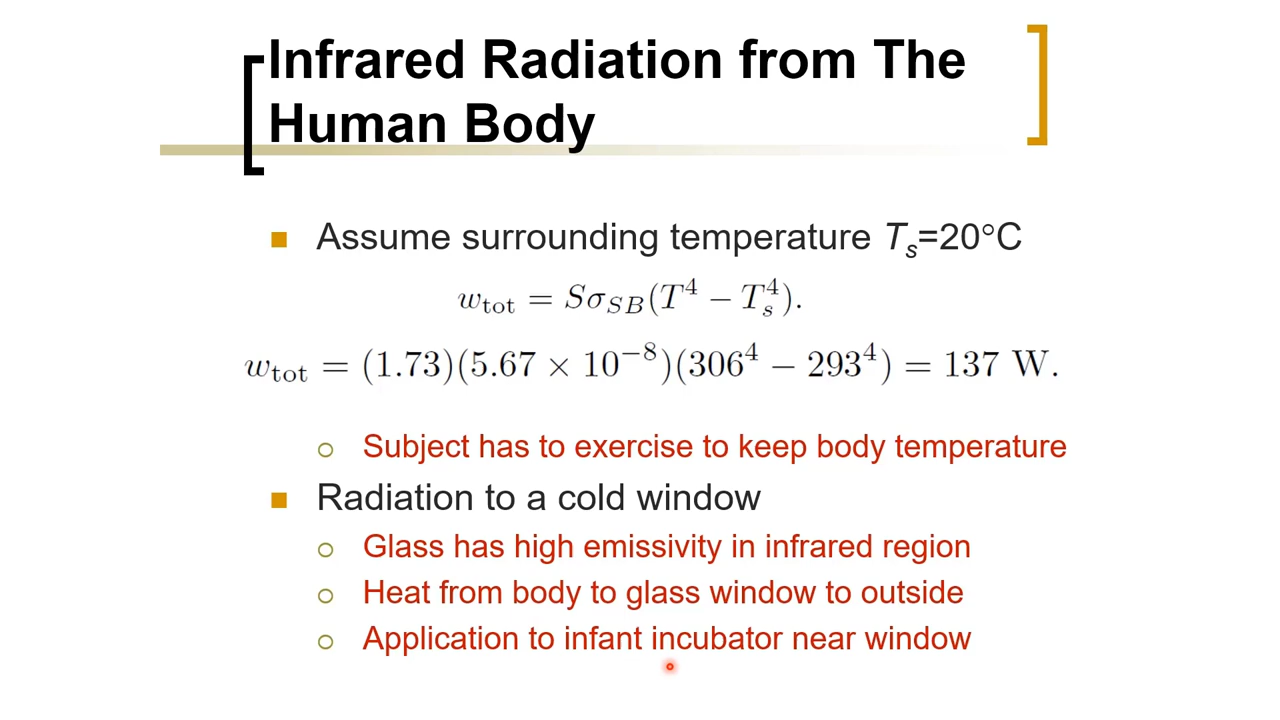 Infrared Radiation from The
Human Body
Assume surrounding temperature Tₛ=20°C
w_tot = Sσ_SB(T⁴ − Tₛ⁴).
w_tot = (1.73)(5.67 × 10⁻⁸)(306⁴ − 293⁴) = 137 W.
Subject has to exercise to keep body temperature
Radiation to a cold window
Glass has high emissivity in infrared region
Heat from body to glass window to outside
Application to infant incubator near window